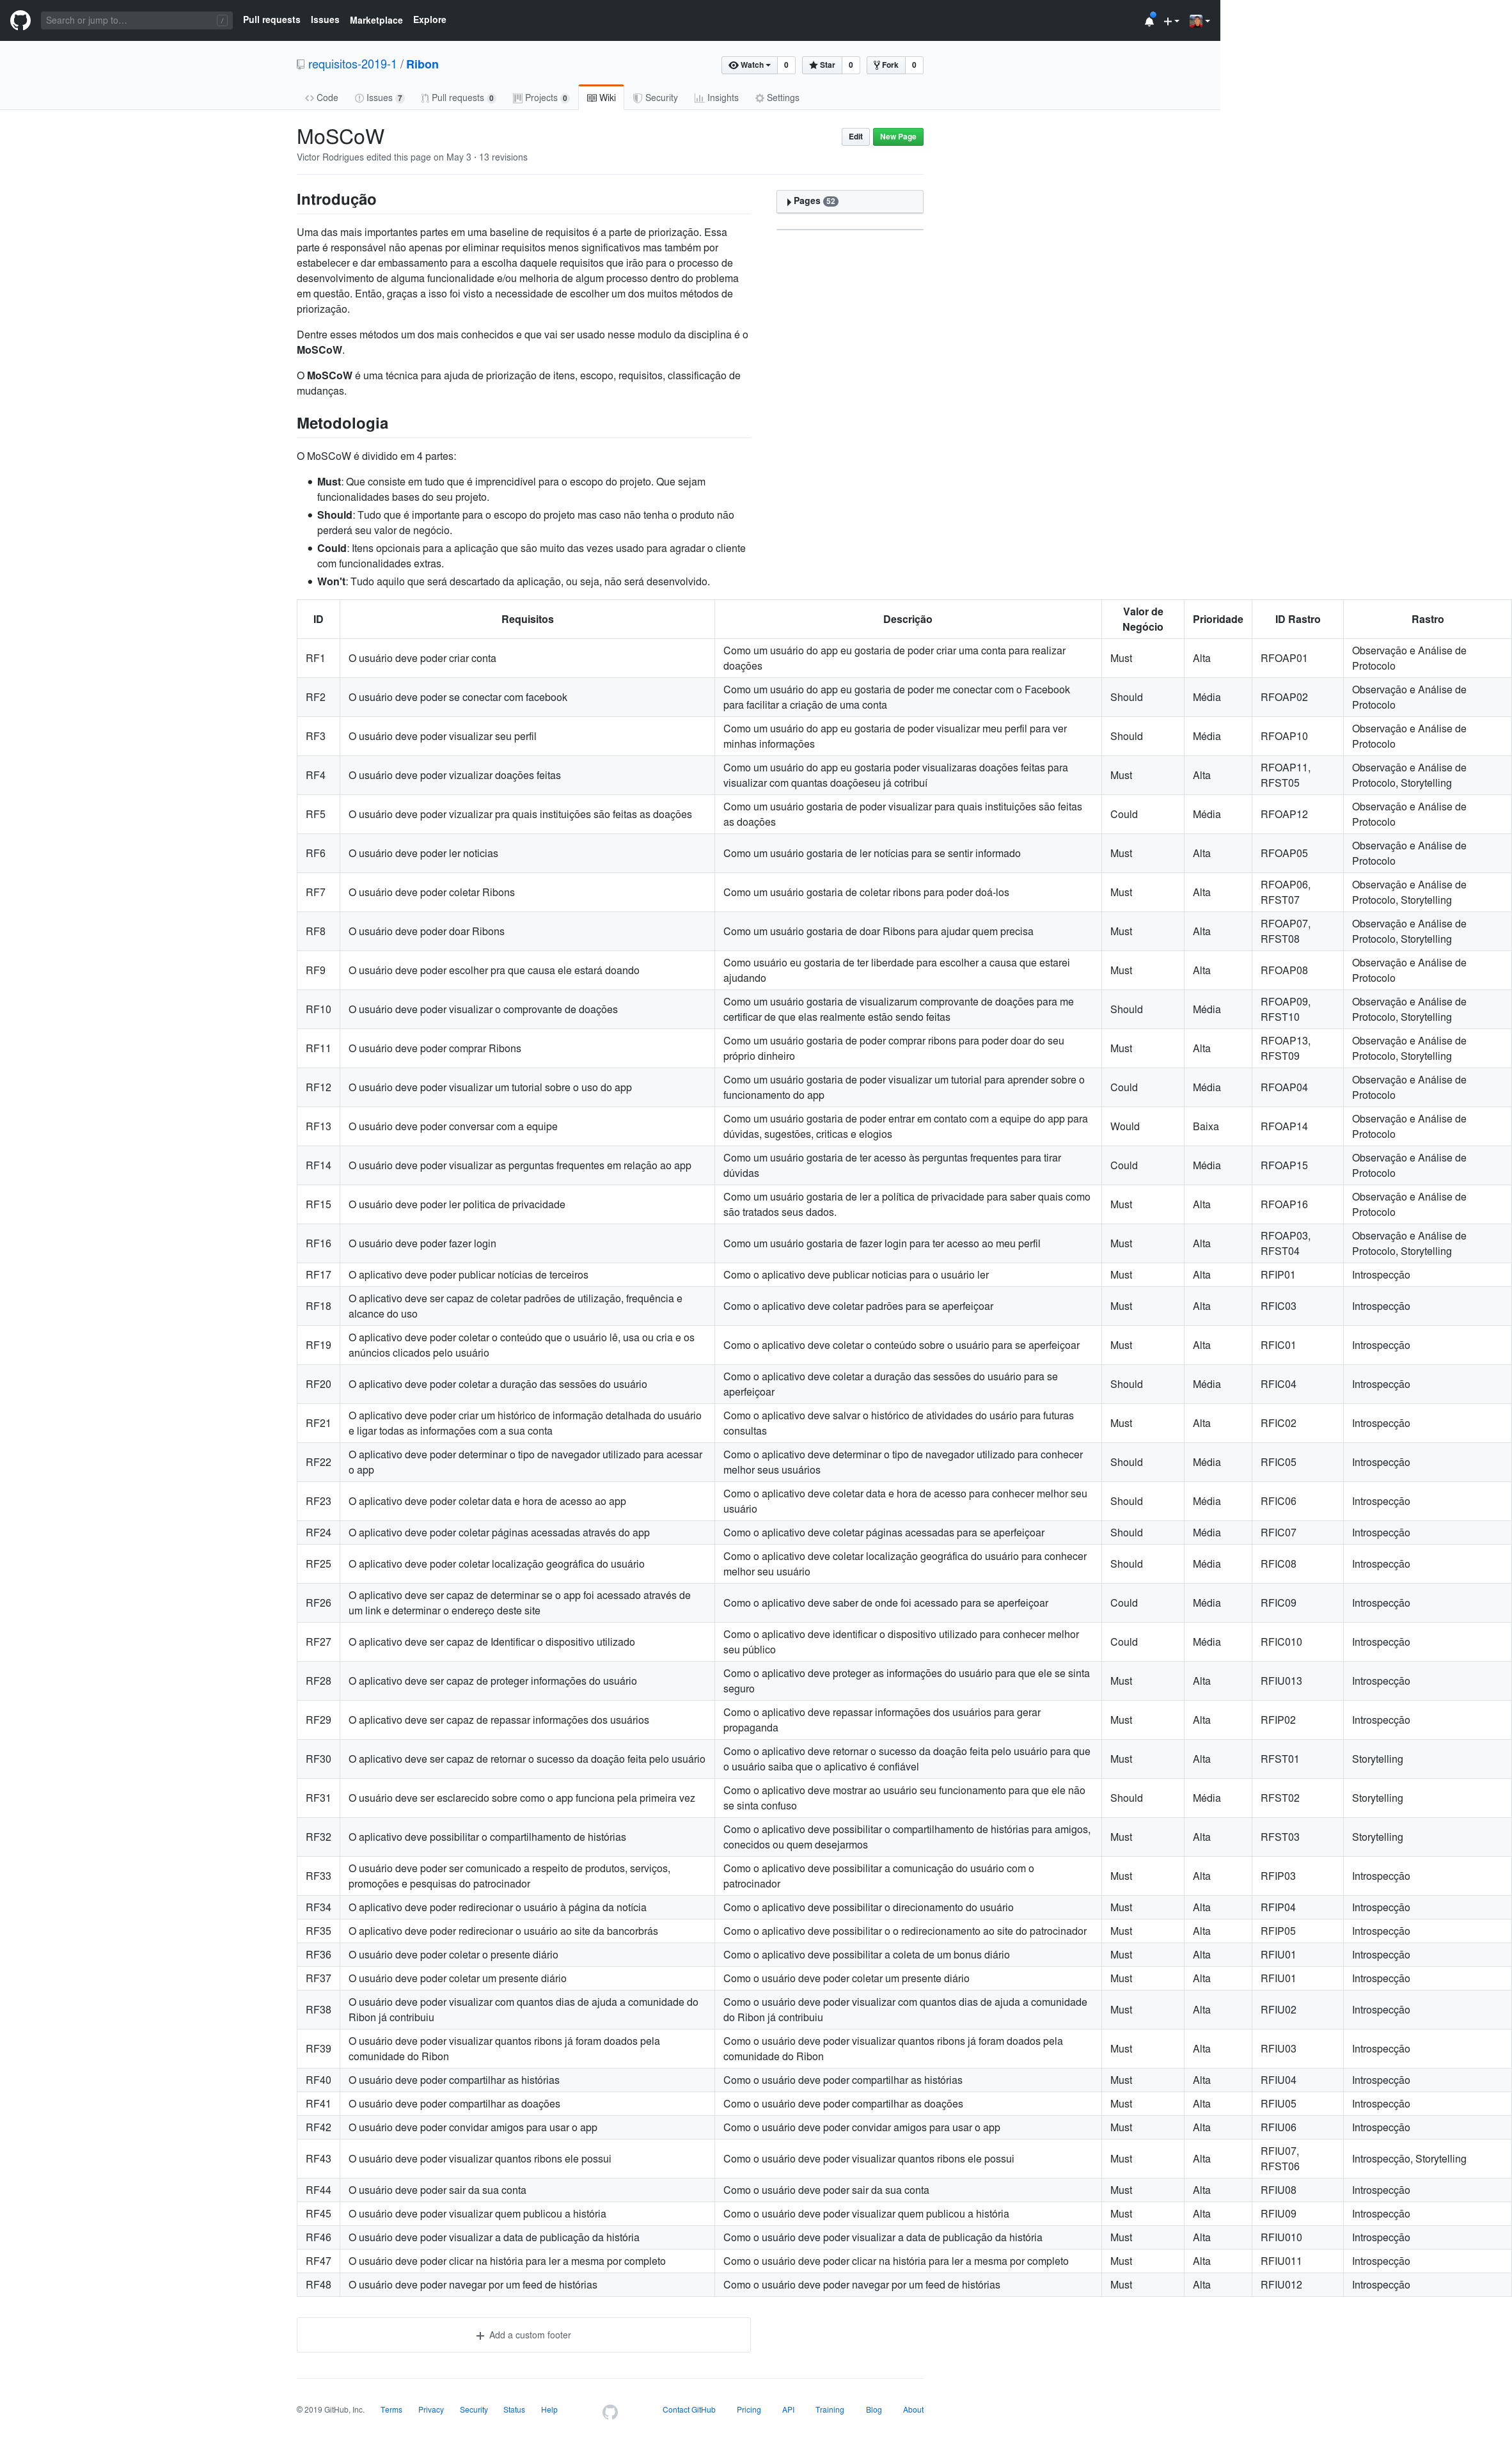 Search or jump to… /
Pull requests Issues Marketplace Explore
requisitos-2019-1 / Ribon
Watch 0 Star 0 Fork 0
Code Issues 7 Pull requests 0 Projects 0 Wiki Security Insights Settings
MoSCoW
Edit New Page
Victor Rodrigues edited this page on May 3 · 13 revisions
Pages 52
Introdução
Uma das mais importantes partes em uma baseline de requisitos é a parte de priorização. Essa
parte é responsável não apenas por eliminar requisitos menos significativos mas também por
estabelecer e dar embassamento para a escolha daquele requisitos que irão para o processo de
desenvolvimento de alguma funcionalidade e/ou melhoria de algum processo dentro do problema
em questão. Então, graças a isso foi visto a necessidade de escolher um dos muitos métodos de
priorização.
Dentre esses métodos um dos mais conhecidos e que vai ser usado nesse modulo da disciplina é o
MoSCoW.
O MoSCoW é uma técnica para ajuda de priorização de itens, escopo, requisitos, classificação de
mudanças.
Metodologia
O MoSCoW é dividido em 4 partes:
Must: Que consiste em tudo que é imprencidível para o escopo do projeto. Que sejam
funcionalidades bases do seu projeto.
Should: Tudo que é importante para o escopo do projeto mas caso não tenha o produto não
perderá seu valor de negócio.
Could: Itens opcionais para a aplicação que são muito das vezes usado para agradar o cliente
com funcionalidades extras.
Won't: Tudo aquilo que será descartado da aplicação, ou seja, não será desenvolvido.
ID Requisitos Descrição Valor de Negócio Prioridade ID Rastro Rastro
RF1 O usuário deve poder criar conta Como um usuário do app eu gostaria de poder criar uma conta para realizar doações Must Alta RFOAP01 Observação e Análise de Protocolo
RF2 O usuário deve poder se conectar com facebook Como um usuário do app eu gostaria de poder me conectar com o Facebook para facilitar a criação de uma conta Should Média RFOAP02 Observação e Análise de Protocolo
RF3 O usuário deve poder visualizar seu perfil Como um usuário do app eu gostaria de poder visualizar meu perfil para ver minhas informações Should Média RFOAP10 Observação e Análise de Protocolo
RF4 O usuário deve poder vizualizar doações feitas Como um usuário do app eu gostaria poder visualizaras doações feitas para visualizar com quantas doaçõeseu já cotribuí Must Alta RFOAP11, RFST05 Observação e Análise de Protocolo, Storytelling
RF5 O usuário deve poder vizualizar pra quais instituições são feitas as doações Como um usuário gostaria de poder visualizar para quais instituições são feitas as doações Could Média RFOAP12 Observação e Análise de Protocolo
RF6 O usuário deve poder ler noticias Como um usuário gostaria de ler notícias para se sentir informado Must Alta RFOAP05 Observação e Análise de Protocolo
RF7 O usuário deve poder coletar Ribons Como um usuário gostaria de coletar ribons para poder doá-los Must Alta RFOAP06, RFST07 Observação e Análise de Protocolo, Storytelling
RF8 O usuário deve poder doar Ribons Como um usuário gostaria de doar Ribons para ajudar quem precisa Must Alta RFOAP07, RFST08 Observação e Análise de Protocolo, Storytelling
RF9 O usuário deve poder escolher pra que causa ele estará doando Como usuário eu gostaria de ter liberdade para escolher a causa que estarei ajudando Must Alta RFOAP08 Observação e Análise de Protocolo
RF10 O usuário deve poder visualizar o comprovante de doações Como um usuário gostaria de visualizarum comprovante de doações para me certificar de que elas realmente estão sendo feitas Should Média RFOAP09, RFST10 Observação e Análise de Protocolo, Storytelling
RF11 O usuário deve poder comprar Ribons Como um usuário gostaria de poder comprar ribons para poder doar do seu próprio dinheiro Must Alta RFOAP13, RFST09 Observação e Análise de Protocolo, Storytelling
RF12 O usuário deve poder visualizar um tutorial sobre o uso do app Como um usuário gostaria de poder visualizar um tutorial para aprender sobre o funcionamento do app Could Média RFOAP04 Observação e Análise de Protocolo
RF13 O usuário deve poder conversar com a equipe Como um usuário gostaria de poder entrar em contato com a equipe do app para dúvidas, sugestões, criticas e elogios Would Baixa RFOAP14 Observação e Análise de Protocolo
RF14 O usuário deve poder visualizar as perguntas frequentes em relação ao app Como um usuário gostaria de ter acesso às perguntas frequentes para tirar dúvidas Could Média RFOAP15 Observação e Análise de Protocolo
RF15 O usuário deve poder ler politica de privacidade Como um usuário gostaria de ler a política de privacidade para saber quais como são tratados seus dados. Must Alta RFOAP16 Observação e Análise de Protocolo
RF16 O usuário deve poder fazer login Como um usuário gostaria de fazer login para ter acesso ao meu perfil Must Alta RFOAP03, RFST04 Observação e Análise de Protocolo, Storytelling
RF17 O aplicativo deve poder publicar notícias de terceiros Como o aplicativo deve publicar noticias para o usuário ler Must Alta RFIP01 Introspecção
RF18 O aplicativo deve ser capaz de coletar padrões de utilização, frequência e alcance do uso Como o aplicativo deve coletar padrões para se aperfeiçoar Must Alta RFIC03 Introspecção
RF19 O aplicativo deve poder coletar o conteúdo que o usuário lê, usa ou cria e os anúncios clicados pelo usuário Como o aplicativo deve coletar o conteúdo sobre o usuário para se aperfeiçoar Must Alta RFIC01 Introspecção
RF20 O aplicativo deve poder coletar a duração das sessões do usuário Como o aplicativo deve coletar a duração das sessões do usuário para se aperfeiçoar Should Média RFIC04 Introspecção
RF21 O aplicativo deve poder criar um histórico de informação detalhada do usuário e ligar todas as informações com a sua conta Como o aplicativo deve salvar o histórico de atividades do usário para futuras consultas Must Alta RFIC02 Introspecção
RF22 O aplicativo deve poder determinar o tipo de navegador utilizado para acessar o app Como o aplicativo deve determinar o tipo de navegador utilizado para conhecer melhor seus usuários Should Média RFIC05 Introspecção
RF23 O aplicativo deve poder coletar data e hora de acesso ao app Como o aplicativo deve coletar data e hora de acesso para conhecer melhor seu usuário Should Média RFIC06 Introspecção
RF24 O aplicativo deve poder coletar páginas acessadas através do app Como o aplicativo deve coletar páginas acessadas para se aperfeiçoar Should Média RFIC07 Introspecção
RF25 O aplicativo deve poder coletar localização geográfica do usuário Como o aplicativo deve coletar localização geográfica do usuário para conhecer melhor seu usuário Should Média RFIC08 Introspecção
RF26 O aplicativo deve ser capaz de determinar se o app foi acessado através de um link e determinar o endereço deste site Como o aplicativo deve saber de onde foi acessado para se aperfeiçoar Could Média RFIC09 Introspecção
RF27 O aplicativo deve ser capaz de Identificar o dispositivo utilizado Como o aplicativo deve identificar o dispositivo utilizado para conhecer melhor seu público Could Média RFIC010 Introspecção
RF28 O aplicativo deve ser capaz de proteger informações do usuário Como o aplicativo deve proteger as informações do usuário para que ele se sinta seguro Must Alta RFIU013 Introspecção
RF29 O aplicativo deve ser capaz de repassar informações dos usuários Como o aplicativo deve repassar informações dos usuários para gerar propaganda Must Alta RFIP02 Introspecção
RF30 O aplicativo deve ser capaz de retornar o sucesso da doação feita pelo usuário Como o aplicativo deve retornar o sucesso da doação feita pelo usuário para que o usuário saiba que o aplicativo é confiável Must Alta RFST01 Storytelling
RF31 O usuário deve ser esclarecido sobre como o app funciona pela primeira vez Como o aplicativo deve mostrar ao usuário seu funcionamento para que ele não se sinta confuso Should Média RFST02 Storytelling
RF32 O aplicativo deve possibilitar o compartilhamento de histórias Como o aplicativo deve possibilitar o compartilhamento de histórias para amigos, conecidos ou quem desejarmos Must Alta RFST03 Storytelling
RF33 O usuário deve poder ser comunicado a respeito de produtos, serviços, promoções e pesquisas do patrocinador Como o aplicativo deve possibilitar a comunicação do usuário com o patrocinador Must Alta RFIP03 Introspecção
RF34 O aplicativo deve poder redirecionar o usuário à página da notícia Como o aplicativo deve possibilitar o direcionamento do usuário Must Alta RFIP04 Introspecção
RF35 O aplicativo deve poder redirecionar o usuário ao site da bancorbrás Como o aplicativo deve possibilitar o o redirecionamento ao site do patrocinador Must Alta RFIP05 Introspecção
RF36 O usuário deve poder coletar o presente diário Como o aplicativo deve possibilitar a coleta de um bonus diário Must Alta RFIU01 Introspecção
RF37 O usuário deve poder coletar um presente diário Como o usuário deve poder coletar um presente diário Must Alta RFIU01 Introspecção
RF38 O usuário deve poder visualizar com quantos dias de ajuda a comunidade do Ribon já contribuiu Como o usuário deve poder visualizar com quantos dias de ajuda a comunidade do Ribon já contribuiu Must Alta RFIU02 Introspecção
RF39 O usuário deve poder visualizar quantos ribons já foram doados pela comunidade do Ribon Como o usuário deve poder visualizar quantos ribons já foram doados pela comunidade do Ribon Must Alta RFIU03 Introspecção
RF40 O usuário deve poder compartilhar as histórias Como o usuário deve poder compartilhar as histórias Must Alta RFIU04 Introspecção
RF41 O usuário deve poder compartilhar as doações Como o usuário deve poder compartilhar as doações Must Alta RFIU05 Introspecção
RF42 O usuário deve poder convidar amigos para usar o app Como o usuário deve poder convidar amigos para usar o app Must Alta RFIU06 Introspecção
RF43 O usuário deve poder visualizar quantos ribons ele possui Como o usuário deve poder visualizar quantos ribons ele possui Must Alta RFIU07, RFST06 Introspecção, Storytelling
RF44 O usuário deve poder sair da sua conta Como o usuário deve poder sair da sua conta Must Alta RFIU08 Introspecção
RF45 O usuário deve poder visualizar quem publicou a história Como o usuário deve poder visualizar quem publicou a história Must Alta RFIU09 Introspecção
RF46 O usuário deve poder visualizar a data de publicação da história Como o usuário deve poder visualizar a data de publicação da história Must Alta RFIU010 Introspecção
RF47 O usuário deve poder clicar na história para ler a mesma por completo Como o usuário deve poder clicar na história para ler a mesma por completo Must Alta RFIU011 Introspecção
RF48 O usuário deve poder navegar por um feed de histórias Como o usuário deve poder navegar por um feed de histórias Must Alta RFIU012 Introspecção
Add a custom footer
© 2019 GitHub, Inc. Terms Privacy Security Status Help Contact GitHub Pricing API Training Blog About